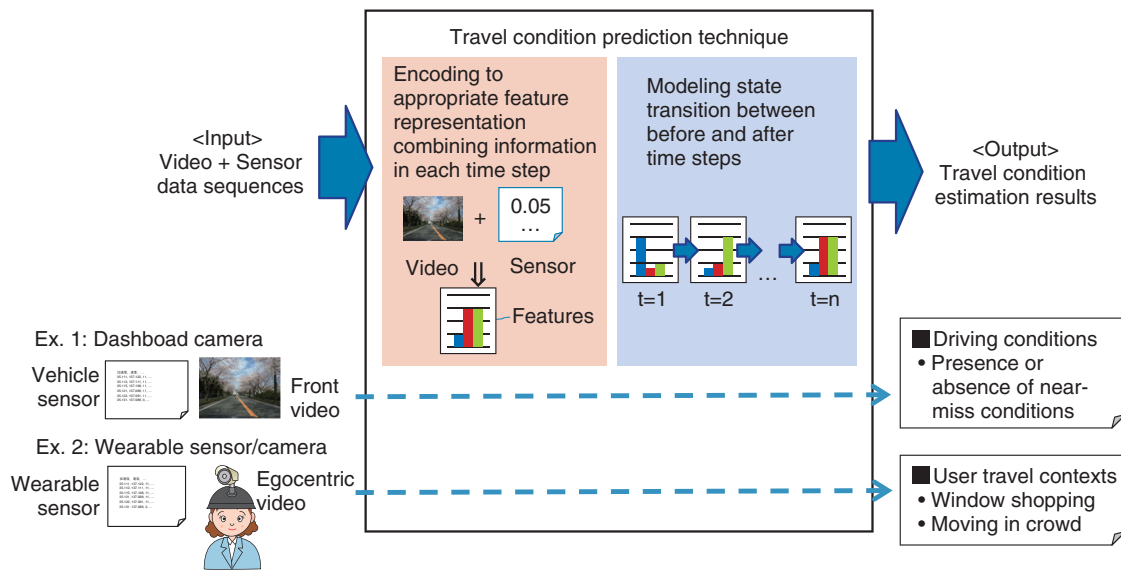 Travel condition prediction technique
<Input>
Video + Sensor
data sequences
Encoding to
appropriate feature
representation
combining information
in each time step
+
0.05
...
Video
Sensor
Features
Modeling state
transition between
before and after
time steps
...
t=1
t=2
t=n
<Output>
Travel condition
estimation results
Ex. 1: Dashboad camera
Vehicle
sensor
Front
video
■ Driving conditions
• Presence or
absence of near-
miss conditions
Ex. 2: Wearable sensor/camera
Wearable
sensor
Egocentric
video
■ User travel contexts
• Window shopping
• Moving in crowd